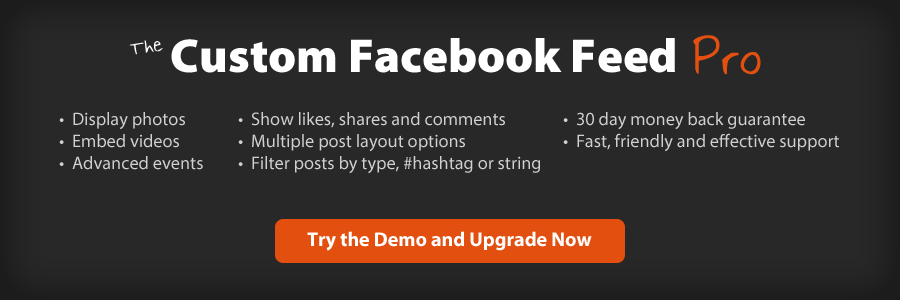 The Custom Facebook Feed Pro
• Display photos
• Embed videos
• Advanced events
• Show likes, shares and comments
• Multiple post layout options
• Filter posts by type, #hashtag or string
• 30 day money back guarantee
• Fast, friendly and effective support
Try the Demo and Upgrade Now